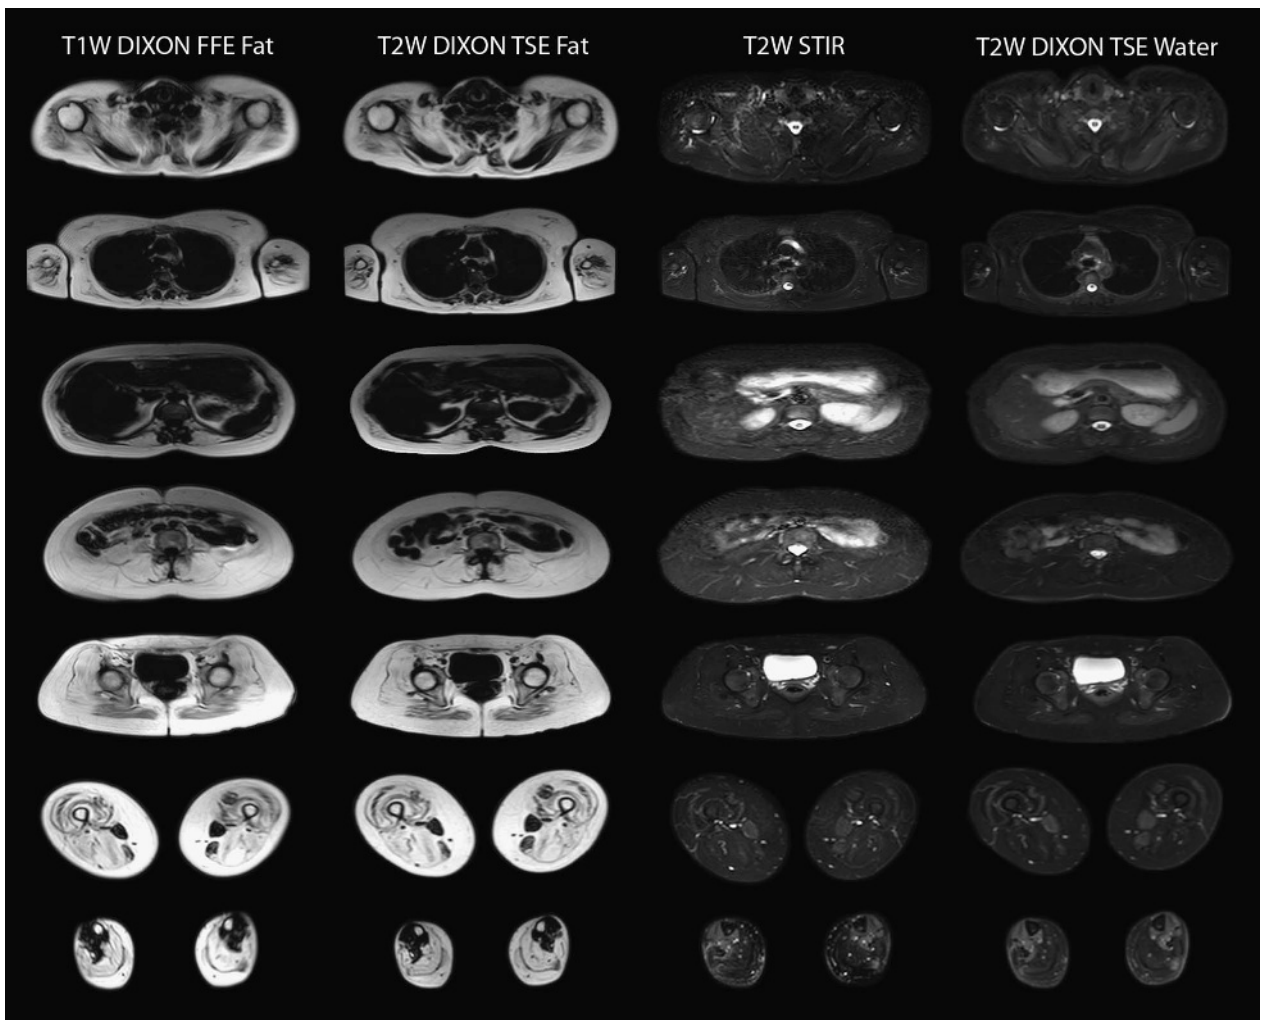 T1W DIXON FFE Fat
T2W DIXON TSE Fat
T2W STIR
T2W DIXON TSE Water